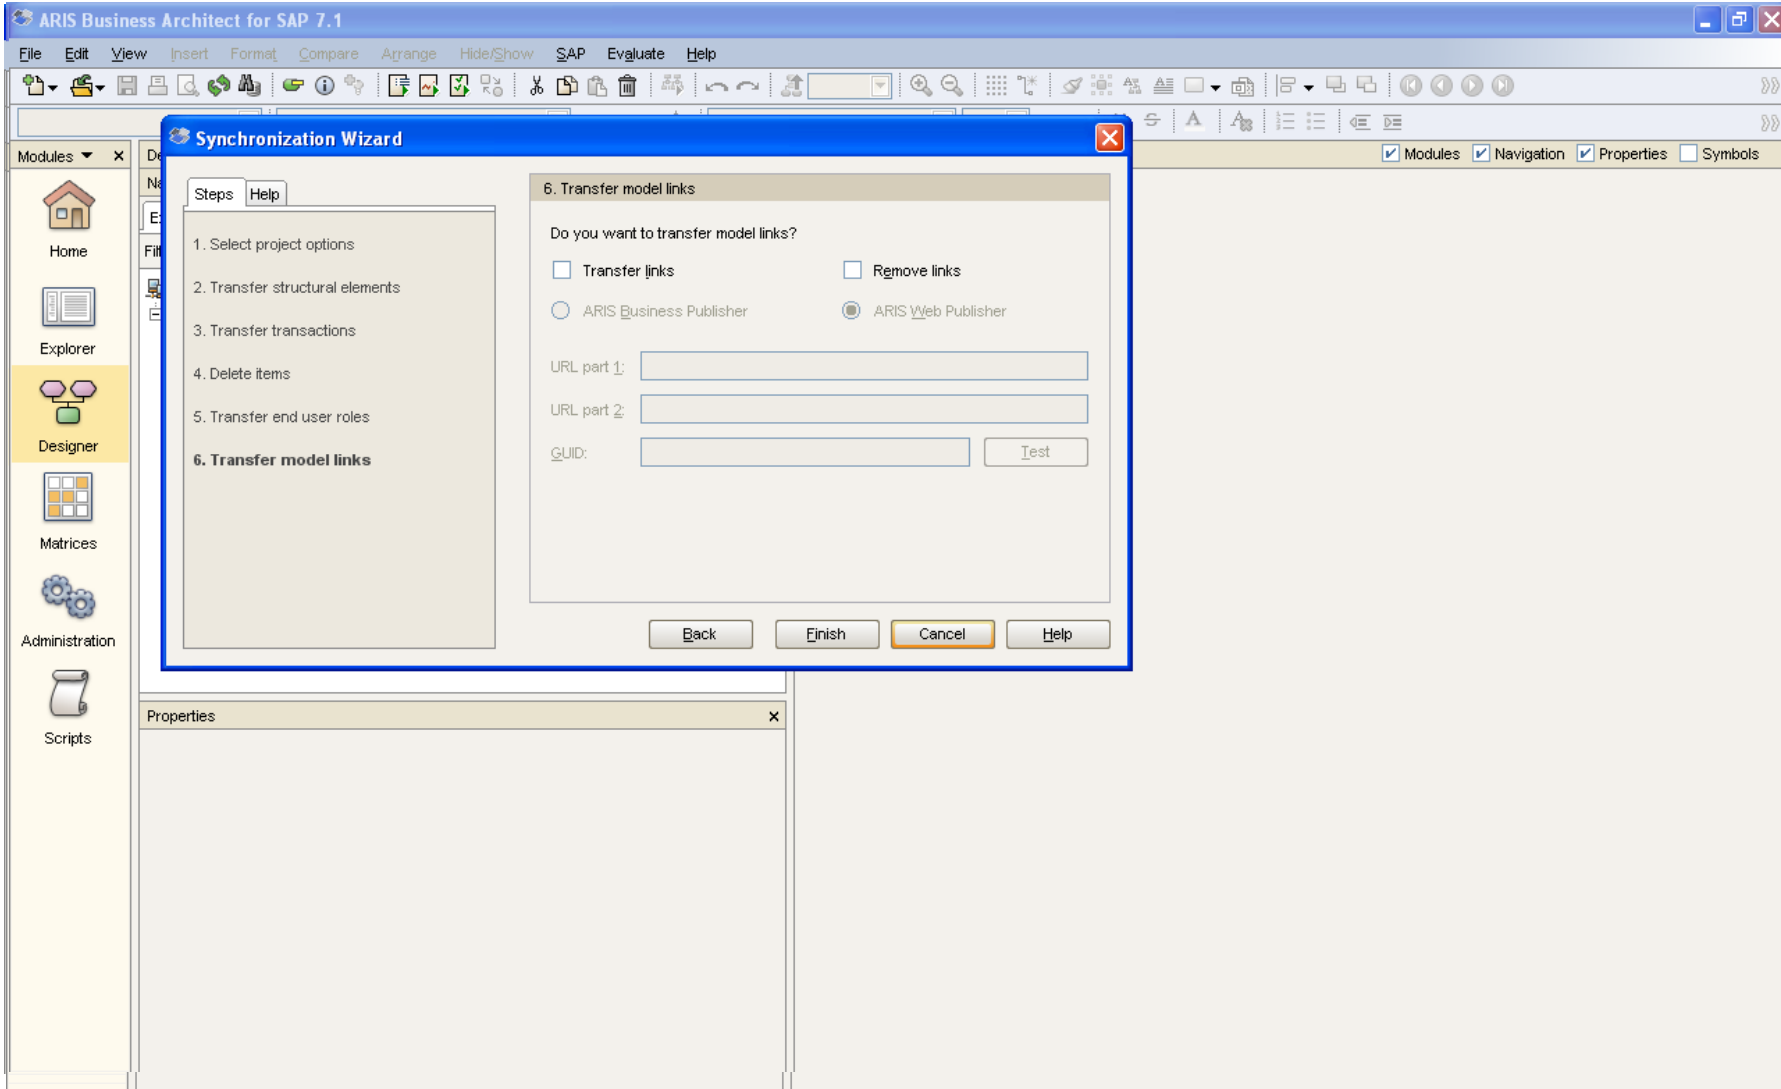 ARIS Business Architect for SAP 7.1
File Edit View Insert Format Compare Arrange Hide/Show SAP Evaluate Help
Modules
Modules Navigation Properties Symbols
Synchronization Wizard
Steps Help
1. Select project options
2. Transfer structural elements
3. Transfer transactions
4. Delete items
5. Transfer end user roles
6. Transfer model links
6. Transfer model links
Do you want to transfer model links?
Transfer links Remove links
ARIS Business Publisher ARIS Web Publisher
URL part 1:
URL part 2:
GUID:
Test
Back Finish Cancel Help
Home
Explorer
Designer
Matrices
Administration
Scripts
Properties